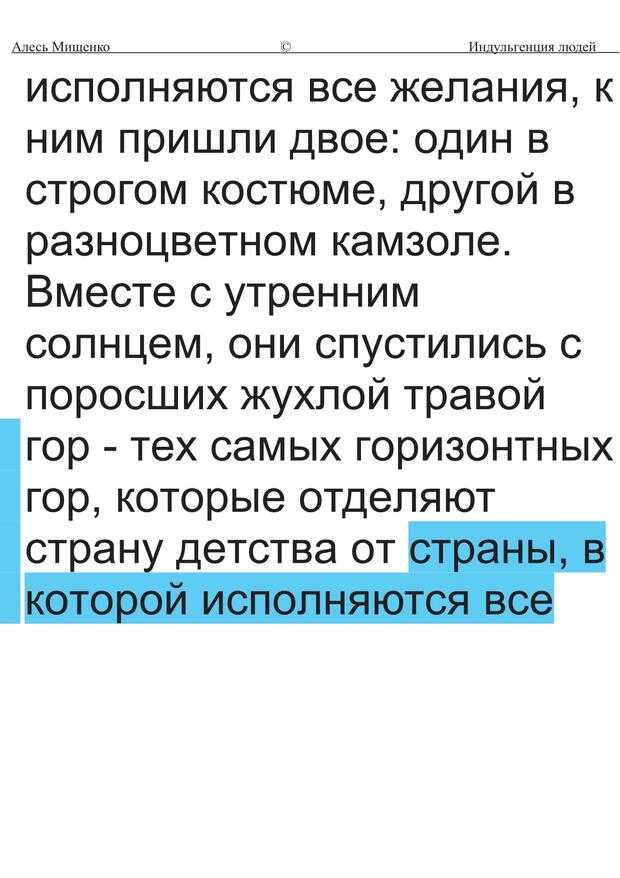 Алесь Мищенко © Индульгенция людей
исполняются все желания, к
ним пришли двое: один в
строгом костюме, другой в
разноцветном камзоле.
Вместе с утренним
солнцем, они спустились с
поросших жухлой травой
гор - тех самых горизонтных
гор, которые отделяют
страну детства от страны, в
которой исполняются все